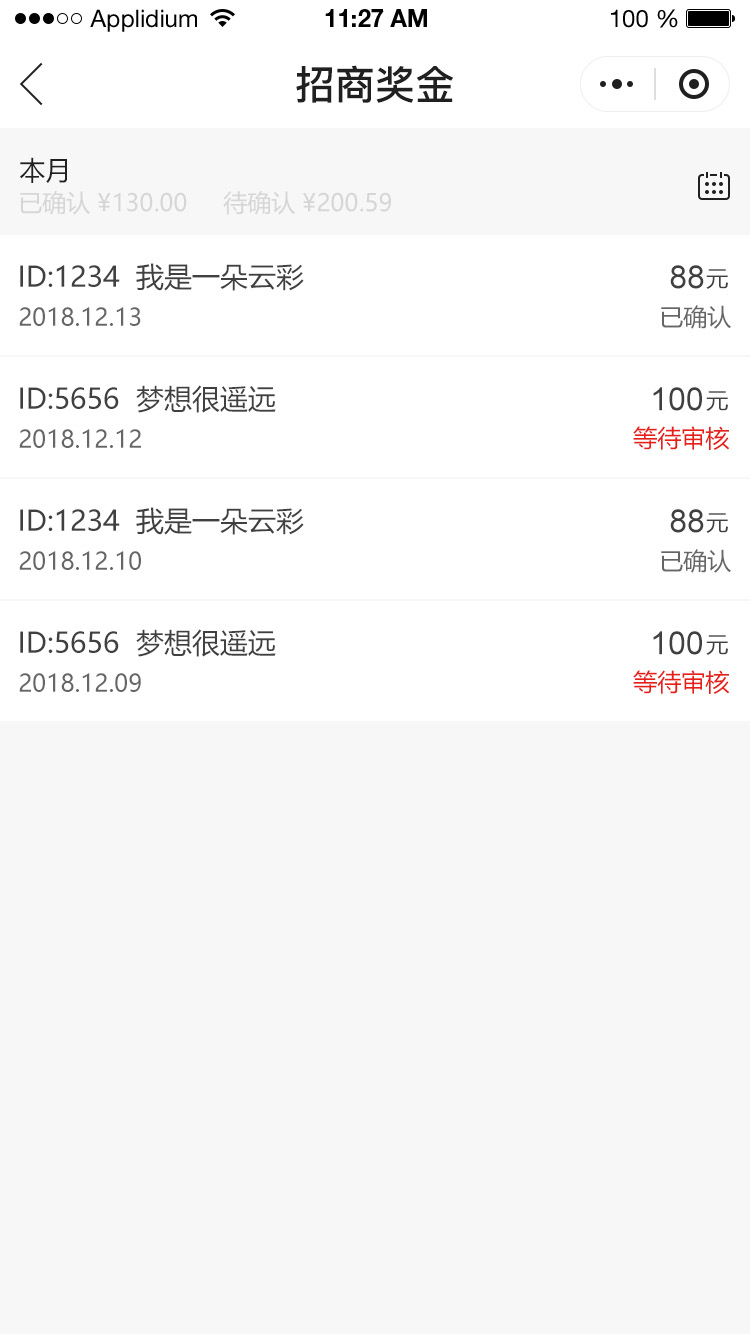 Applidium 11:27 AM 100 %
招商奖金
本月
已确认 ¥130.00 待确认 ¥200.59
ID:1234 我是一朵云彩 88元
2018.12.13 已确认
ID:5656 梦想很遥远 100元
2018.12.12 等待审核
ID:1234 我是一朵云彩 88元
2018.12.10 已确认
ID:5656 梦想很遥远 100元
2018.12.09 等待审核